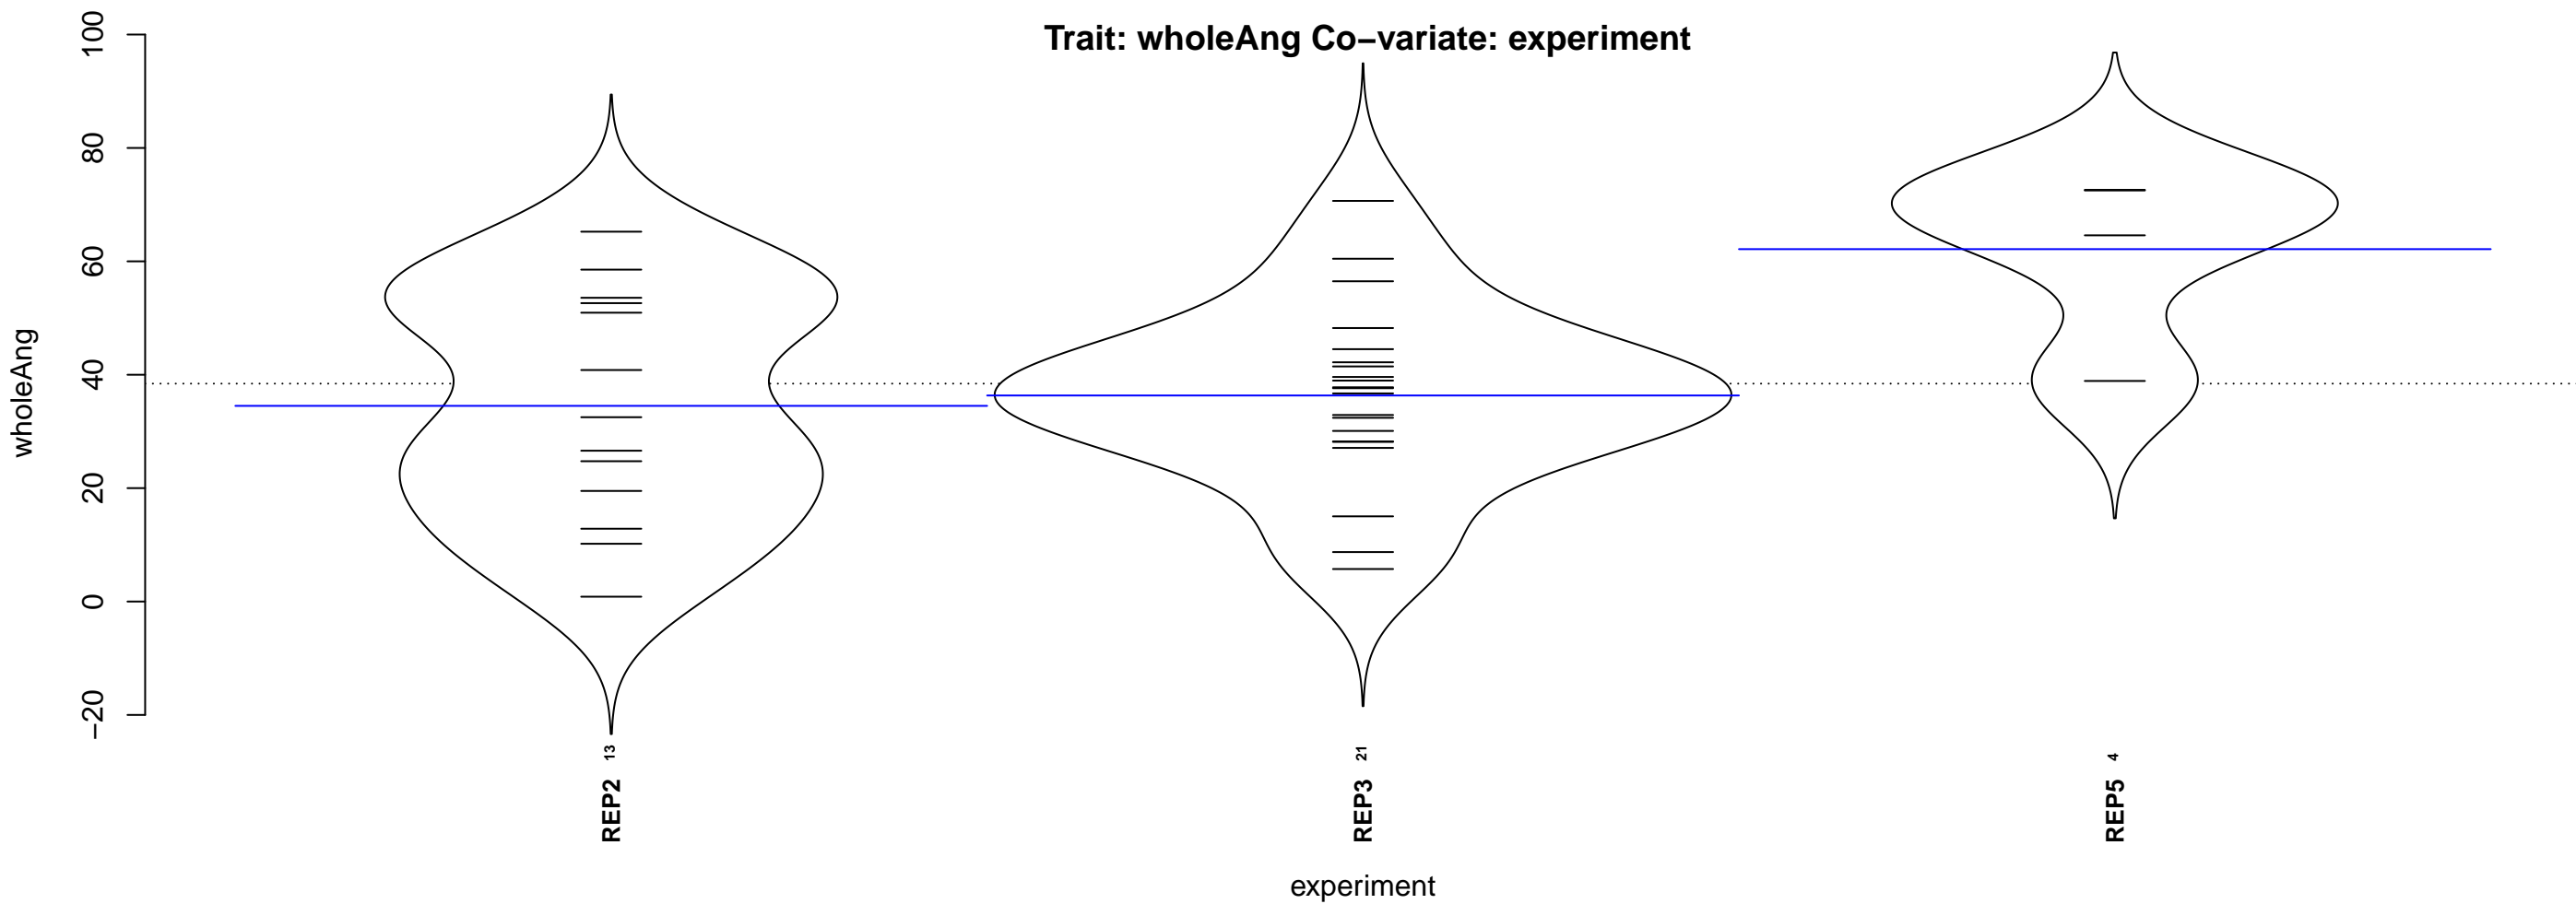 Trait: wholeAng Co−variate: experiment
wholeAng
100
80
60
40
20
0
−20
REP2 13
REP3 21
REP5 4
experiment